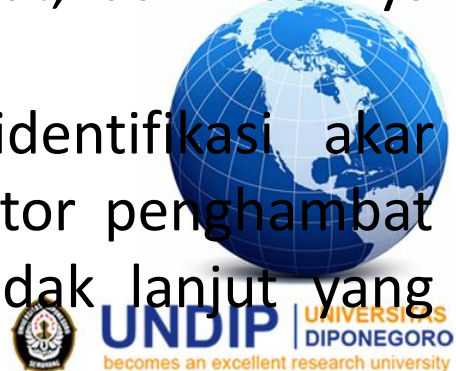 identifikasi akar
tor penghambat
dak lanjut yang
UNDIP UNIVERSITAS
DIPONEGORO
becomes an excellent research university